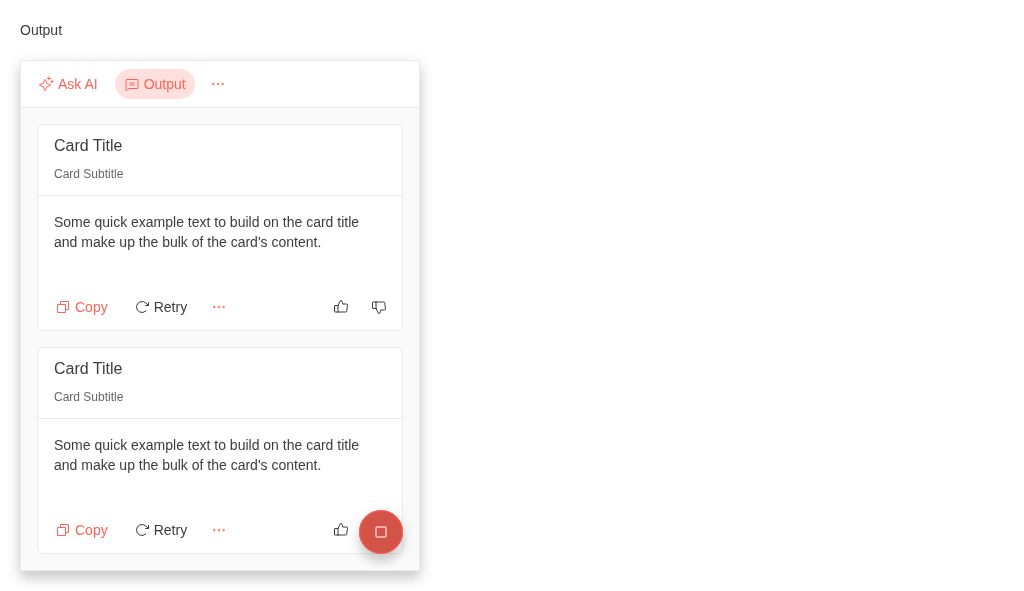 Output
Ask AI Output
Card Title
Card Subtitle
Some quick example text to build on the card title
and make up the bulk of the card's content.
Copy Retry
Card Title
Card Subtitle
Some quick example text to build on the card title
and make up the bulk of the card's content.
Copy Retry